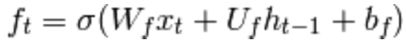 f_t = σ(W_f x_t + U_f h_{t−1} + b_f)